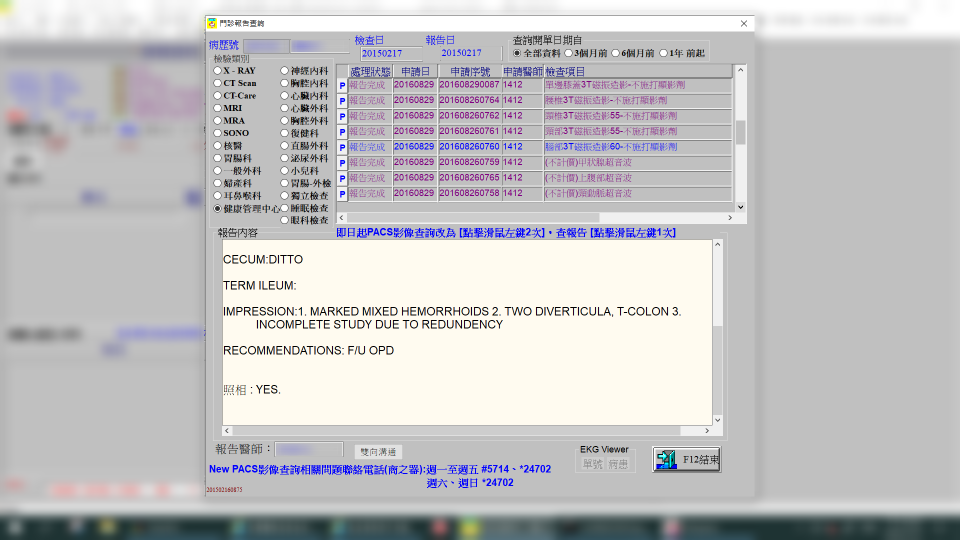 門診報告查詢
病歷號
檢查日
20150217
報告日
20150217
查詢開單日期自
全部資料 3個月前 6個月前 1年 前起
檢驗類別
X - RAY 神經內科
CT Scan 胸腔內科
CT-Care 心臟內科
MRI 心臟外科
MRA 胸腔外科
SONO 復健科
核醫 直腸外科
胃腸科 泌尿外科
一般外科 小兒科
婦產科 胃腸-外檢
耳鼻喉科 獨立檢查
健康管理中心 睡眠檢查
眼科檢查
處理狀態 申請日 申請序號 申請醫師 檢查項目
P 報告完成 20160829 201608290087 1412 單邊膝蓋3T磁振造影-不施打顯影劑
P 報告完成 20160829 201608260764 1412 腰椎3T磁振造影-不施打顯影劑
P 報告完成 20160829 201608260762 1412 頸椎3T磁振造影55-不施打顯影劑
P 報告完成 20160829 201608260761 1412 頸部3T磁振造影55-不施打顯影劑
P 報告完成 20160829 201608260760 1412 腦部3T磁振造影60-不施打顯影劑
P 報告完成 20160829 201608260759 1412 (不計價)甲狀腺超音波
P 報告完成 20160829 201608260765 1412 (不計價)上腹部超音波
P 報告完成 20160829 201608260758 1412 (不計價)頸動脈超音波
報告內容
即日起PACS影像查詢改為 [點擊滑鼠左鍵2次]。查報告 [點擊滑鼠左鍵1次]
CECUM:DITTO
TERM ILEUM:
IMPRESSION:1. MARKED MIXED HEMORRHOIDS 2. TWO DIVERTICULA, T-COLON 3.
INCOMPLETE STUDY DUE TO REDUNDENCY
RECOMMENDATIONS: F/U OPD
照相 : YES.
報告醫師：
雙向溝通
EKG Viewer
單號 病患
F12結束
New PACS影像查詢相關問題聯絡電話(商之器):週一至週五 #5714、*24702
週六、週日 *24702
201502160875